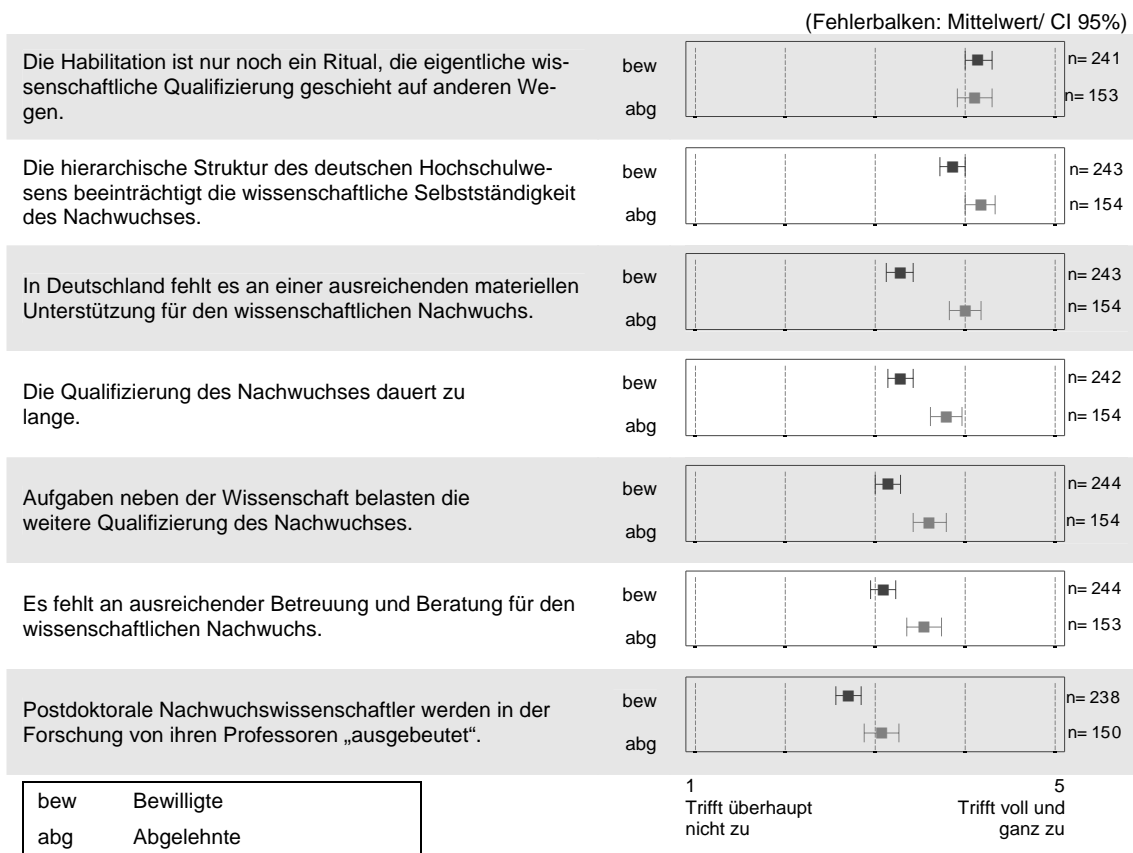 (Fehlerbalken: Mittelwert/ CI 95%)
Die Habilitation ist nur noch ein Ritual, die eigentliche wis-
senschaftliche Qualifizierung geschieht auf anderen We-
gen.
bew
abg
n= 241
n= 153
Die hierarchische Struktur des deutschen Hochschulwe-
sens beeinträchtigt die wissenschaftliche Selbstständigkeit
des Nachwuchses.
bew
abg
n= 243
n= 154
In Deutschland fehlt es an einer ausreichenden materiellen
Unterstützung für den wissenschaftlichen Nachwuchs.
bew
abg
n= 243
n= 154
Die Qualifizierung des Nachwuchses dauert zu
lange.
bew
abg
n= 242
n= 154
Aufgaben neben der Wissenschaft belasten die
weitere Qualifizierung des Nachwuchses.
bew
abg
n= 244
n= 154
Es fehlt an ausreichender Betreuung und Beratung für den
wissenschaftlichen Nachwuchs.
bew
abg
n= 244
n= 153
Postdoktorale Nachwuchswissenschaftler werden in der
Forschung von ihren Professoren „ausgebeutet“.
bew
abg
n= 238
n= 150
1 5
Trifft überhaupt Trifft voll und
nicht zu ganz zu
bew Bewilligte
abg Abgelehnte